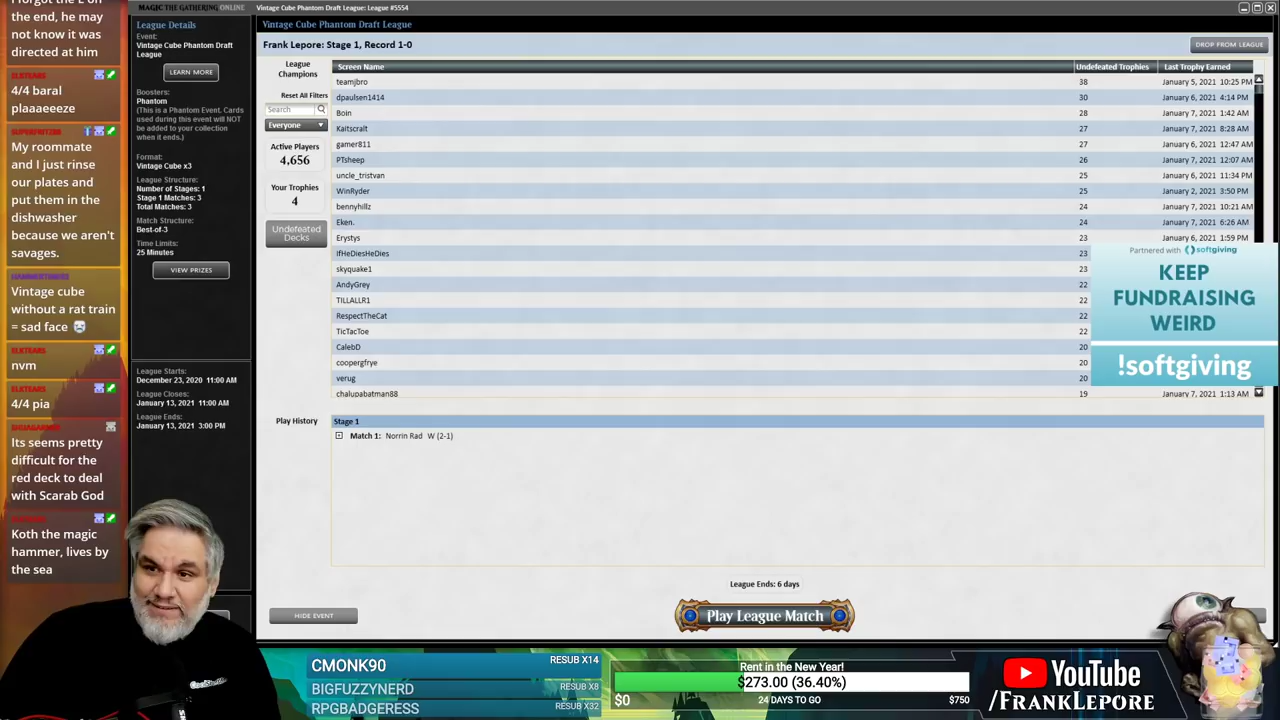 I forgot the E on
the end, he may
not know it was
directed at him
ELKTEARS
4/4 baral
plaaaeeeze
My roommate
and I just rinse
our plates and
put them in the
dishwasher
because we aren't
savages.
Vintage cube
without a rat train
= sad face
ELKTEARS
nvm
ELKTEARS
4/4 pia
Its seems pretty
difficult for the
red deck to deal
with Scarab God
Koth the magic
hammer, lives by
the sea
MAGIC THE GATHERING ONLINE
League Details
Event:
Vintage Cube Phantom Draft
League
LEARN MORE
Boosters:
Phantom
(This is a Phantom Event. Cards
used during this event will NOT
be added to your collection
when it ends.)
Format:
Vintage Cube x3
League Structure:
Number of Stages: 1
Stage 1 Matches: 3
Total Matches: 3
Match Structure:
Best-of-3
Time Limits:
25 Minutes
VIEW PRIZES
League Starts:
December 23, 2020 11:00 AM
League Closes:
January 13, 2021 11:00 AM
League Ends:
January 13, 2021 3:00 PM
Vintage Cube Phantom Draft League: League #5554
Vintage Cube Phantom Draft League
Frank Lepore: Stage 1, Record 1-0
DROP FROM LEAGUE
League
Champions
Reset All Filters
Search
Everyone
Active Players
4,656
Your Trophies
4
Undefeated
Decks
Screen Name Undefeated Trophies Last Trophy Earned
teamjbro 38 January 5, 2021 10:25 PM
dpaulsen1414 30 January 6, 2021 4:14 PM
Boin 28 January 7, 2021 1:42 AM
Kaitscralt 27 January 7, 2021 8:28 AM
gamer811 27 January 6, 2021 12:47 AM
PTsheep 26 January 7, 2021 12:07 AM
uncle_tristvan 25 January 6, 2021 11:34 PM
WinRyder 25 January 2, 2021 3:50 PM
bennyhillz 24 January 7, 2021 10:21 AM
Eken. 24 January 7, 2021 6:26 AM
Erystys 23 January 6, 2021 1:59 PM
ifHeDiesHeDies 23
skyquake1 23
AndyGrey 22
TILLALLR1 22
RespectTheCat 22
TicTacToe 22
CalebD 20
coopergfrye 20
verug 20
chalupabatman88 19 January 7, 2021 1:13 AM
Partnered with softgiving
KEEP
FUNDRAISING
WEIRD
!softgiving
Play History
Stage 1
Match 1: Norrin Rad W (2-1)
League Ends: 6 days
HIDE EVENT
Play League Match
CMONK90 RESUB X14
BIGFUZZYNERD RESUB X8
RPGBADGERESS RESUB X32
Rent in the New Year!
$273.00 (36.40%)
$0 24 DAYS TO GO $750
YouTube
/FRANKLEPORE